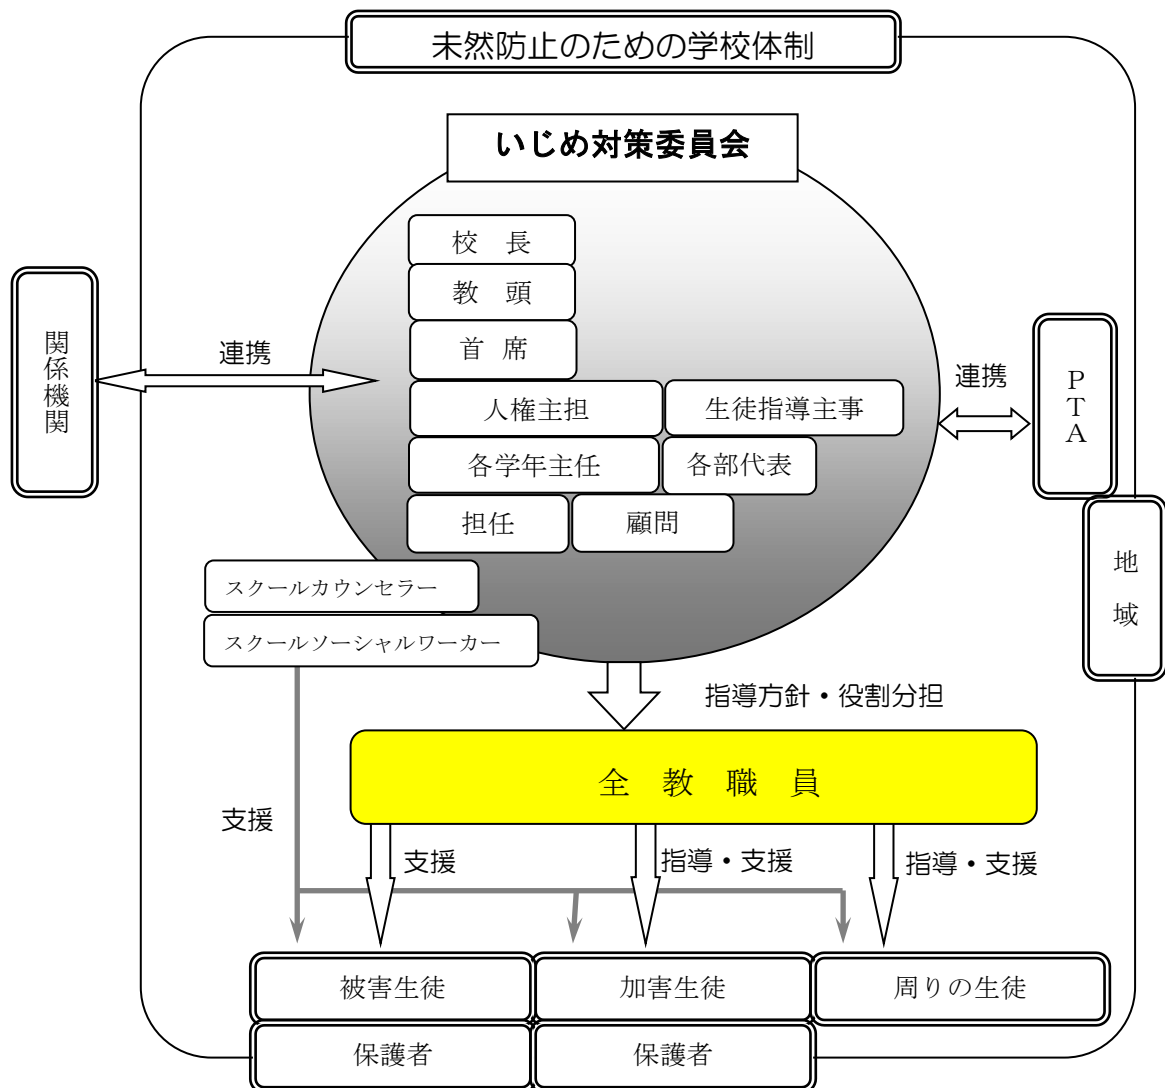 未然防止のための学校体制
いじめ対策委員会
校　長
教　頭
首 席
人権主担
生徒指導主事
各学年主任
各部代表
担任
顧問
スクールカウンセラー
スクールソーシャルワーカー
関係機関
連携
連携
PTA
地域
指導方針・役割分担
全　教　職　員
支援
支援
指導・支援
指導・支援
被害生徒
加害生徒
周りの生徒
保護者
保護者